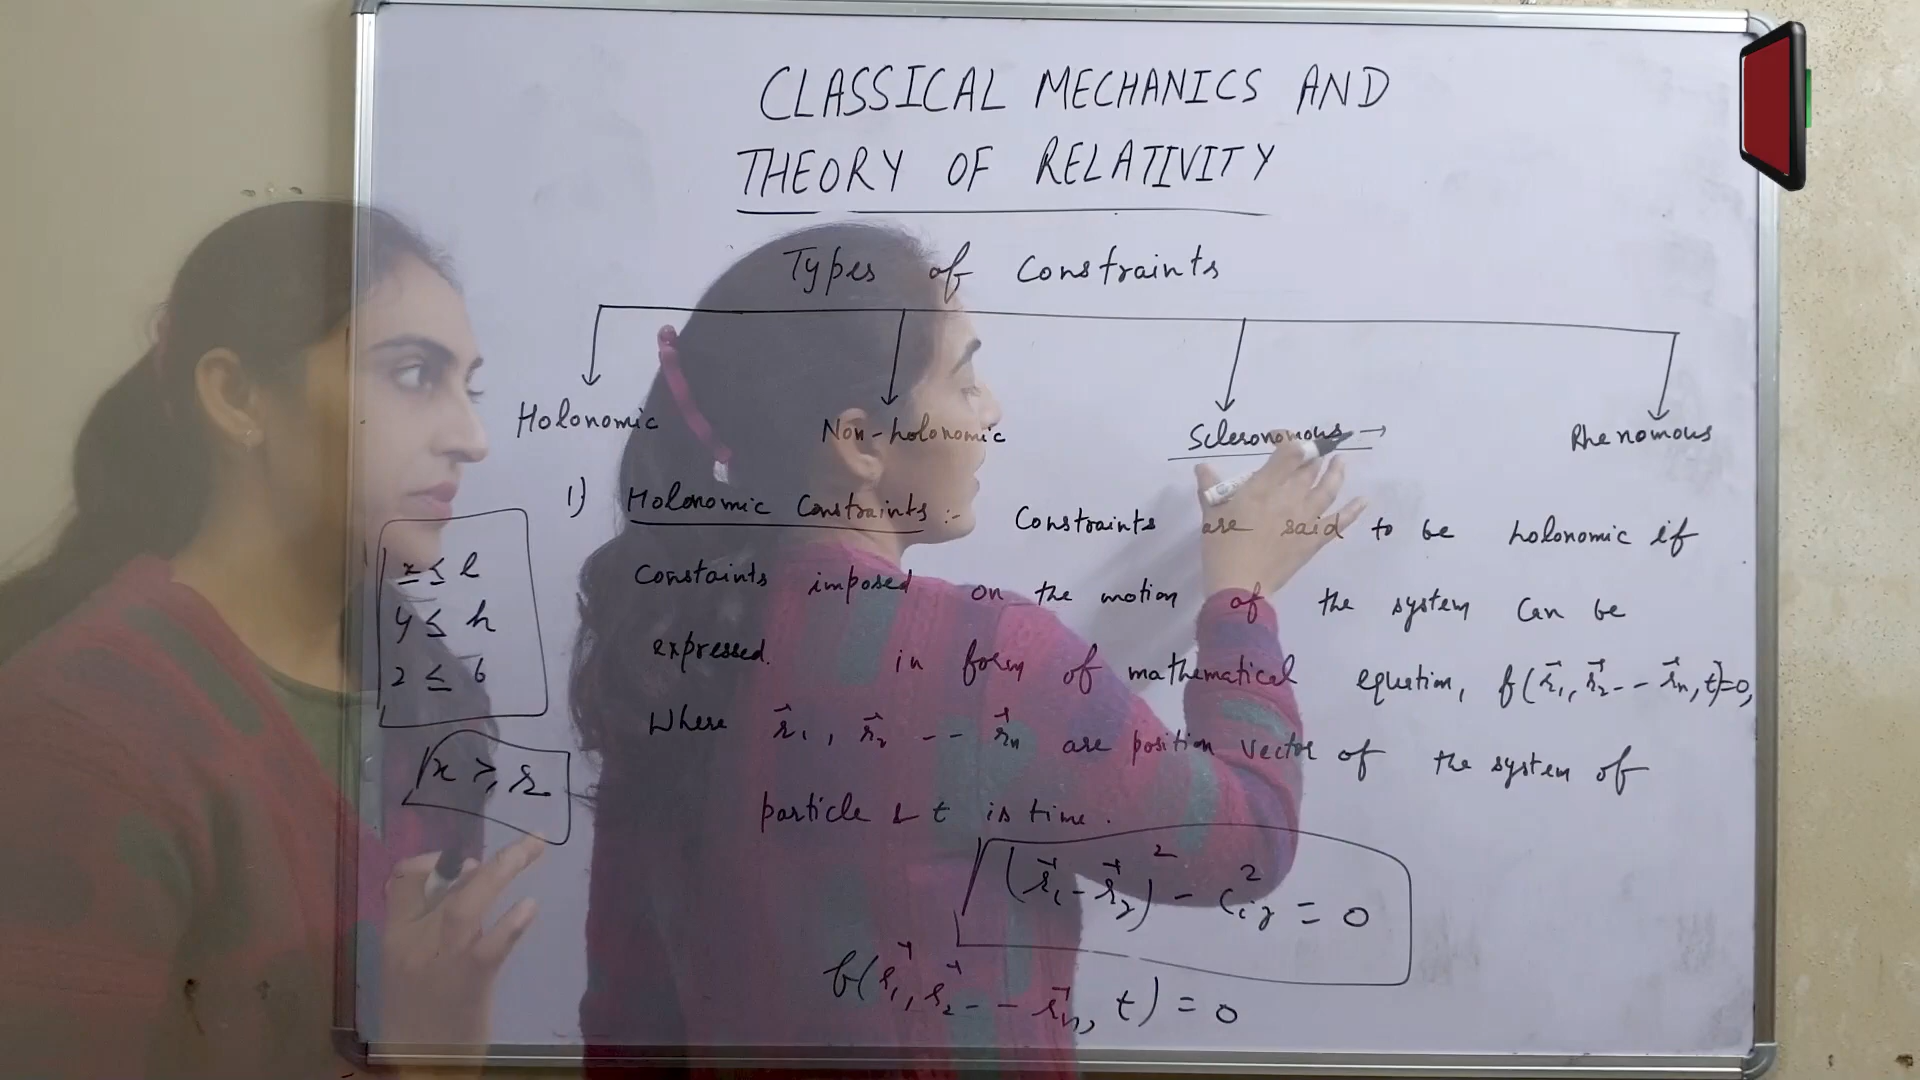 CLASSICAL MECHANICS AND
THEORY OF RELATIVITY
Types of Constraints
Holonomic Non-holonomic Scleronomous → Rhenomous
1) Holonomic Constraints :- Constraints are said to be holonomic if
Constaints imposed on the motion of the system can be
expressed. in form of mathematical equation, f(r⃗₁, r⃗₂ - - r⃗ₙ, t)=0,
Where r⃗₁, r⃗₂ - - r⃗ₙ are position vector of the system of
particle & t is time.
x ≤ l
y ≤ h
z ≤ b
x ≥ r
(r⃗ᵢ - r⃗ⱼ)² - C²ᵢⱼ = 0
f(r⃗₁, r⃗₂ - - r⃗ₙ, t) = 0